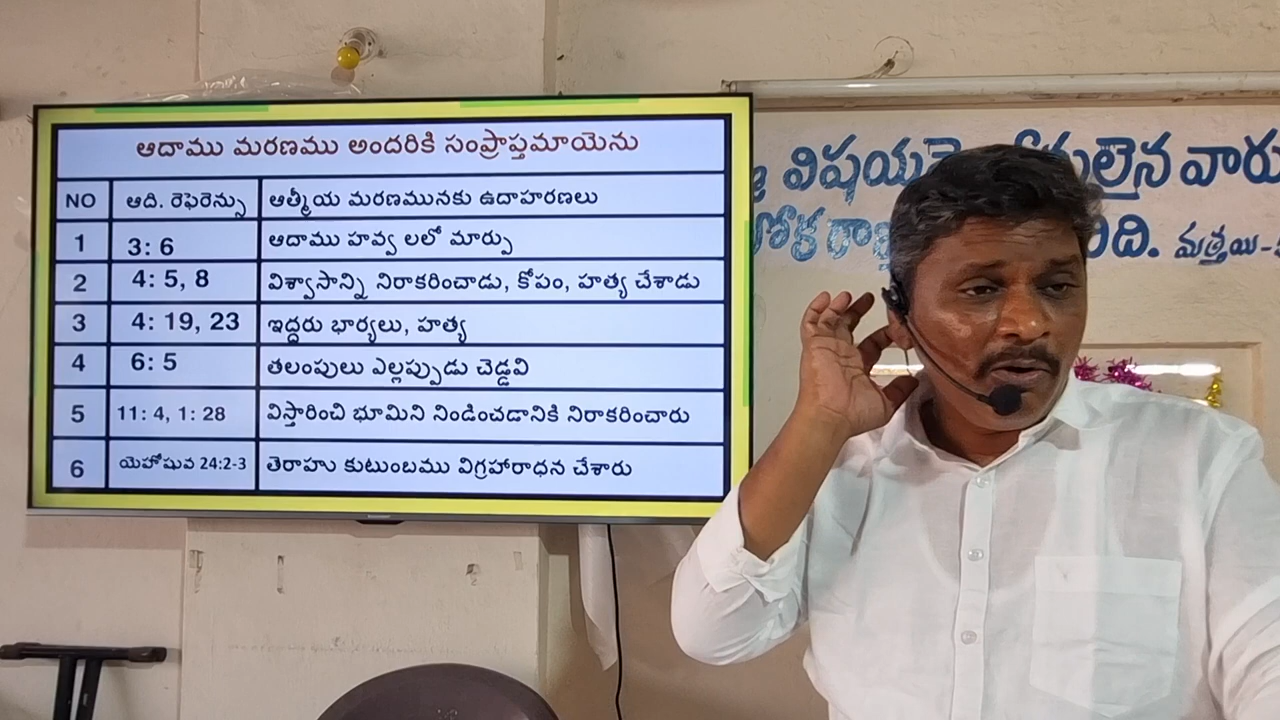 ఆదాము మరణము అందరికి సంప్రాప్తమాయెను
NO ఆది. రెఫెరెన్సు ఆత్మీయ మరణమునకు ఉదాహరణలు
1 3: 6 ఆదాము హవ్వ లలో మార్పు
2 4: 5, 8 విశ్వాసాన్ని నిరాకరించాడు, కోపం, హత్య చేశాడు
3 4: 19, 23 ఇద్దరు భార్యలు, హత్య
4 6: 5 తలంపులు ఎల్లప్పుడు చెడ్డవి
5 11: 4, 1: 28 విస్తారించి భూమిని నిండించడానికి నిరాకరించారు
6 యెహోషువ 24:2-3 తెరాహు కుటుంబము విగ్రహారాధన చేశారు
విషయమై వారు
మత్తయి-